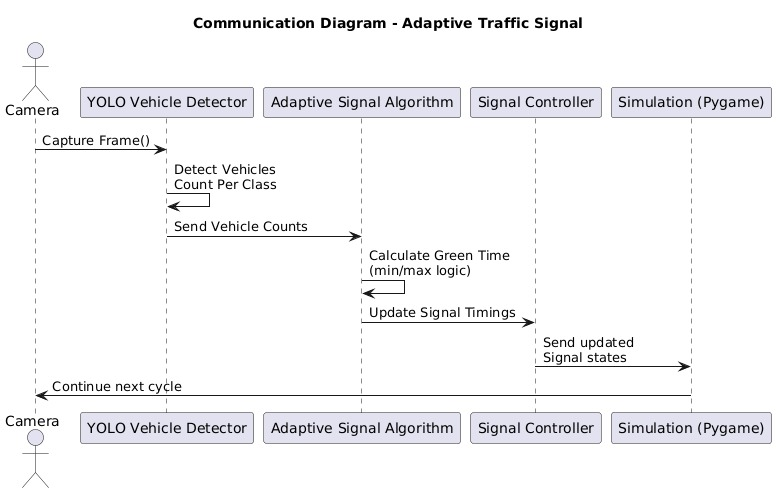 Communication Diagram - Adaptive Traffic Signal
Camera
YOLO Vehicle Detector
Adaptive Signal Algorithm
Signal Controller
Simulation (Pygame)
Capture Frame()
Detect Vehicles
Count Per Class
Send Vehicle Counts
Calculate Green Time
(min/max logic)
Update Signal Timings
Send updated
Signal states
Continue next cycle
Camera
YOLO Vehicle Detector
Adaptive Signal Algorithm
Signal Controller
Simulation (Pygame)